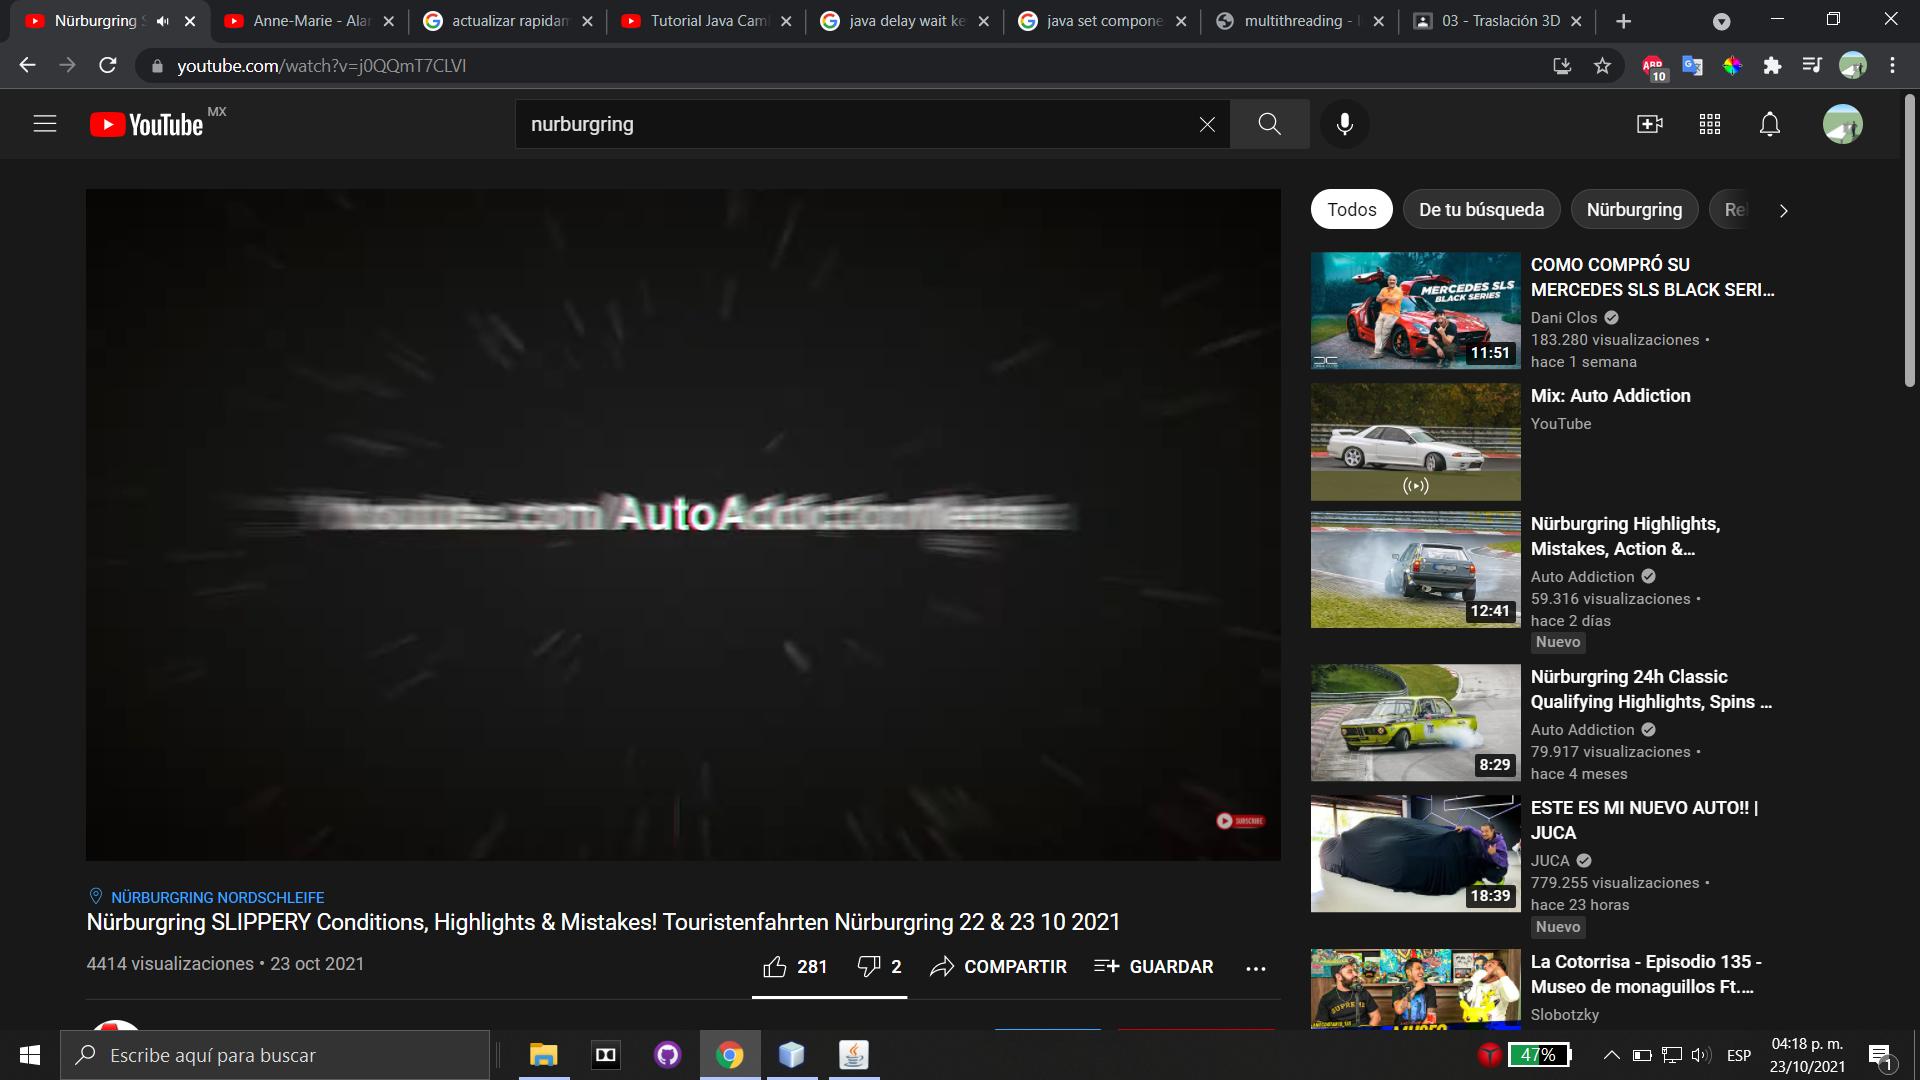 Nürburgring S
Anne-Marie - Alar
actualizar rapidam
Tutorial Java Cam
java delay wait ke
java set compone
multithreading - I
03 - Traslación 3D
youtube.com/watch?v=j0QQmT7CLVI
ABP
10
YouTube MX
nurburgring
Todos
De tu búsqueda
Nürburgring
Rel
MERCEDES SLS
BLACK SERIES
11:51
COMO COMPRÓ SU
MERCEDES SLS BLACK SERI...
Dani Clos
183.280 visualizaciones •
hace 1 semana
Mix: Auto Addiction
YouTube
12:41
Nürburgring Highlights,
Mistakes, Action &...
Auto Addiction
59.316 visualizaciones •
hace 2 días
Nuevo
8:29
Nürburgring 24h Classic
Qualifying Highlights, Spins ...
Auto Addiction
79.917 visualizaciones •
hace 4 meses
18:39
ESTE ES MI NUEVO AUTO!! |
JUCA
JUCA
779.255 visualizaciones •
hace 23 horas
Nuevo
SUPREME
MUSEO
La Cotorrisa - Episodio 135 -
Museo de monaguillos Ft....
Slobotzky
youtube.com/AutoAddictionMedia
SUBSCRIBE
NÜRBURGRING NORDSCHLEIFE
Nürburgring SLIPPERY Conditions, Highlights & Mistakes! Touristenfahrten Nürburgring 22 & 23 10 2021
4414 visualizaciones • 23 oct 2021
281
2
COMPARTIR
GUARDAR
Escribe aquí para buscar
47%
ESP
04:18 p. m.
23/10/2021
1